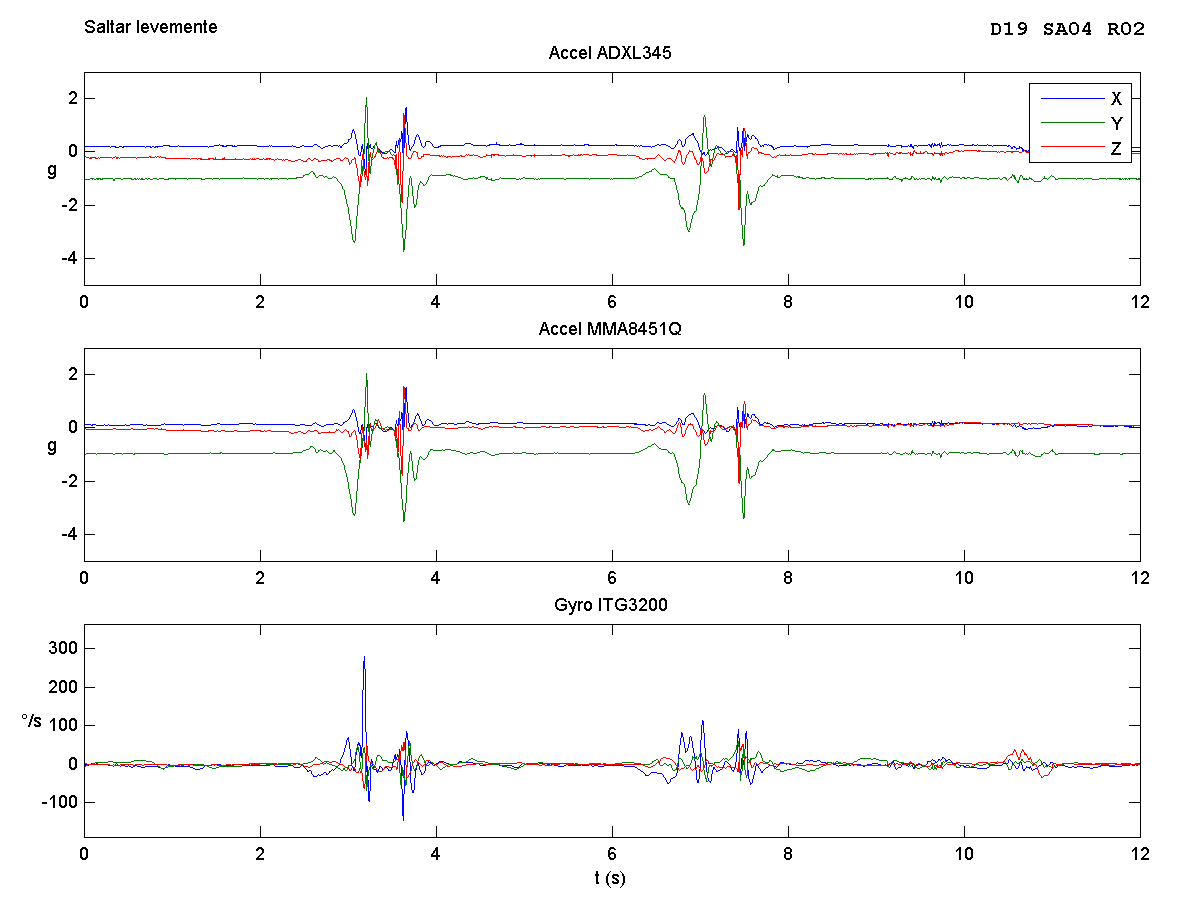 Saltar levemente
D19 SA04 R02
Accel ADXL345
2
0
-2
-4
g
X
Y
Z
0 2 4 6 8 10 12
Accel MMA8451Q
2
0
-2
-4
g
0 2 4 6 8 10 12
Gyro ITG3200
300
200
100
0
-100
°/s
0 2 4 6 8 10 12
t (s)